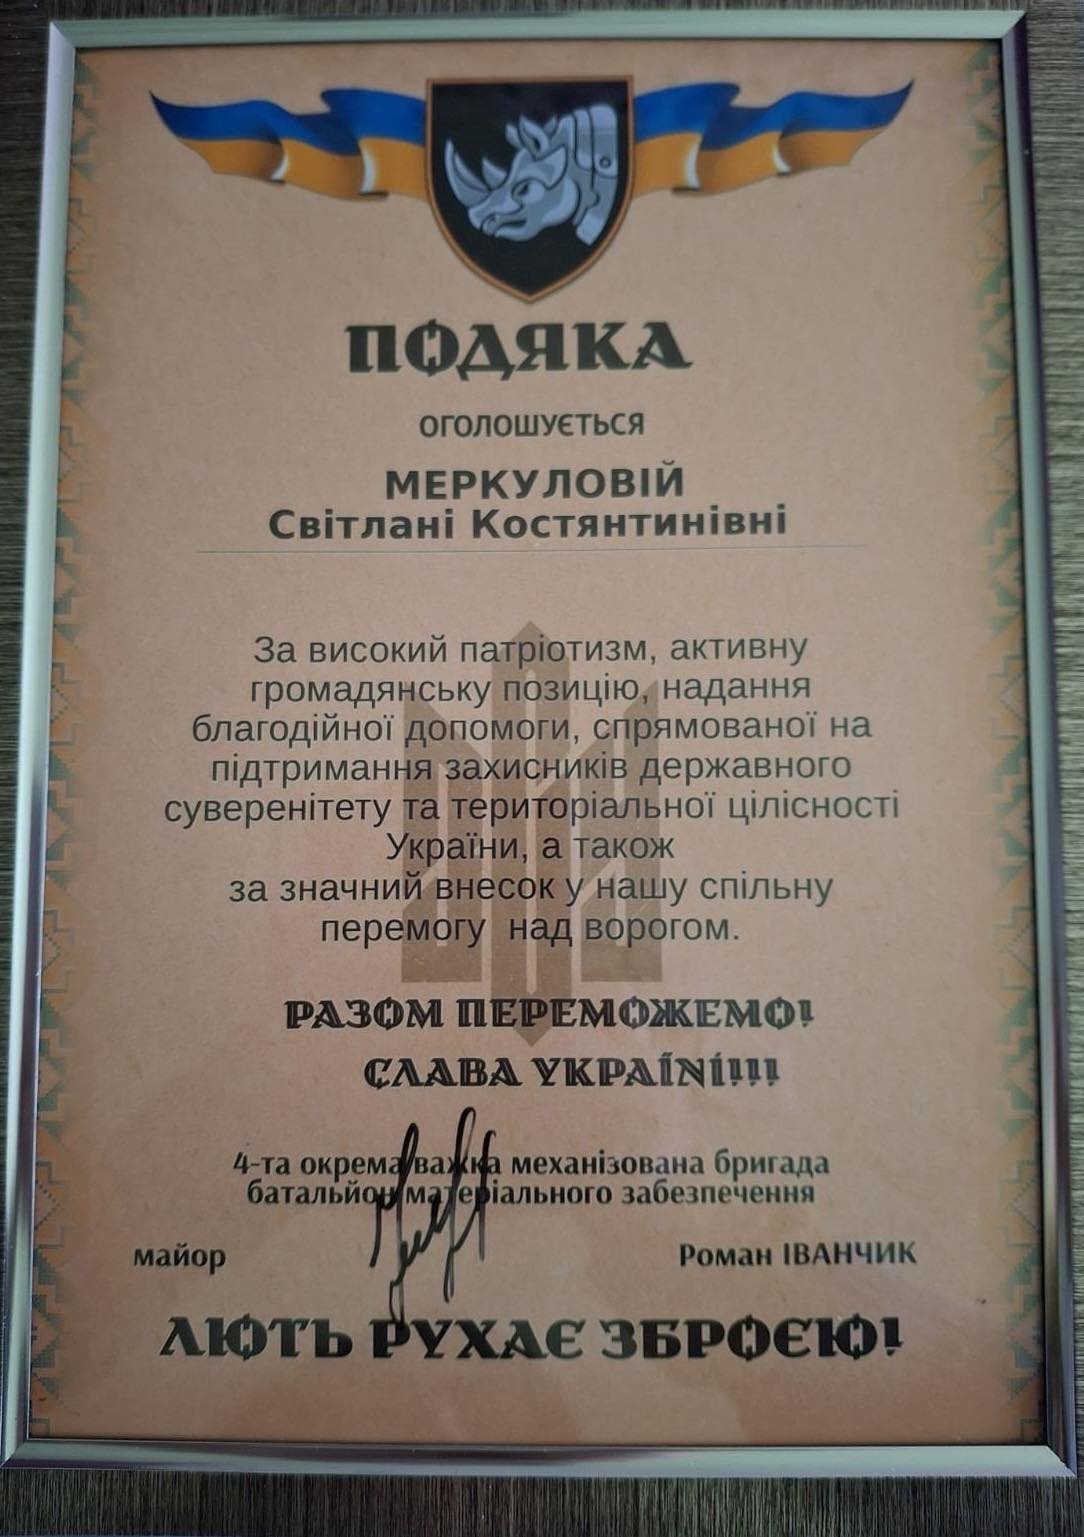 ПОДЯКА
оголошується
МЕРКУЛОВІЙ
Світлані Костянтинівні
За високий патріотизм, активну
громадянську позицію, надання
благодійної допомоги, спрямованої на
підтримання захисників державного
суверенітету та територіальної цілісності
України, а також
за значний внесок у нашу спільну
перемогу над ворогом.
РАЗОМ ПЕРЕМОЖЕМО!
СЛАВА УКРАЇНІ!!!
4-та окрема важка механізована бригада
батальйон матеріального забезпечення
майор Роман ІВАНЧИК
ЛЮТЬ РУХАЄ ЗБРОЄЮ!